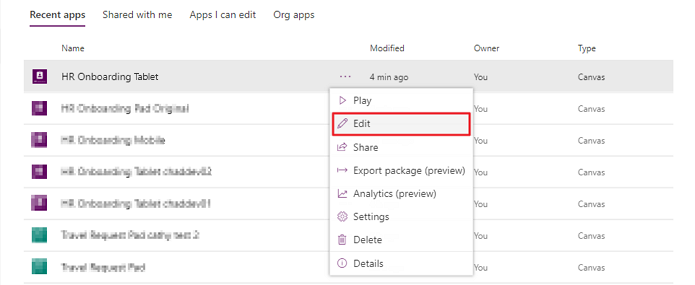 Recent apps Shared with me Apps I can edit Org apps
Name Modified Owner Type
HR Onboarding Tablet ... 4 min ago You Canvas
HR Onboarding Pad Original You Canvas
Play
Edit
HR Onboarding Mobile You Canvas
Share
HR Onboarding Tablet chaddev02 You Canvas
Export package (preview)
Analytics (preview)
HR Onboarding Tablet chaddev01 You Canvas
Settings
Travel Request Pad cathy test 2 You Canvas
Delete
Travel Request Pad You Canvas
Details